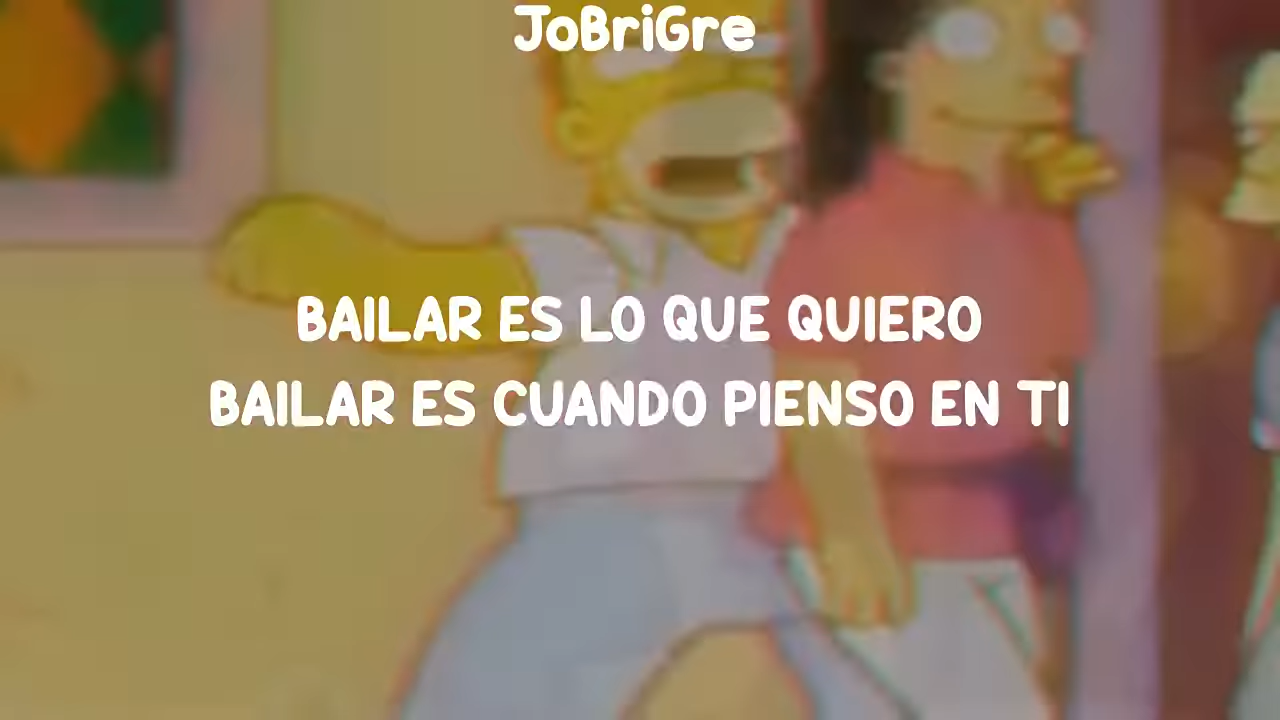 JoBriGre
BAILAR ES LO QUE QUIERO
BAILAR ES CUANDO PIENSO EN TI